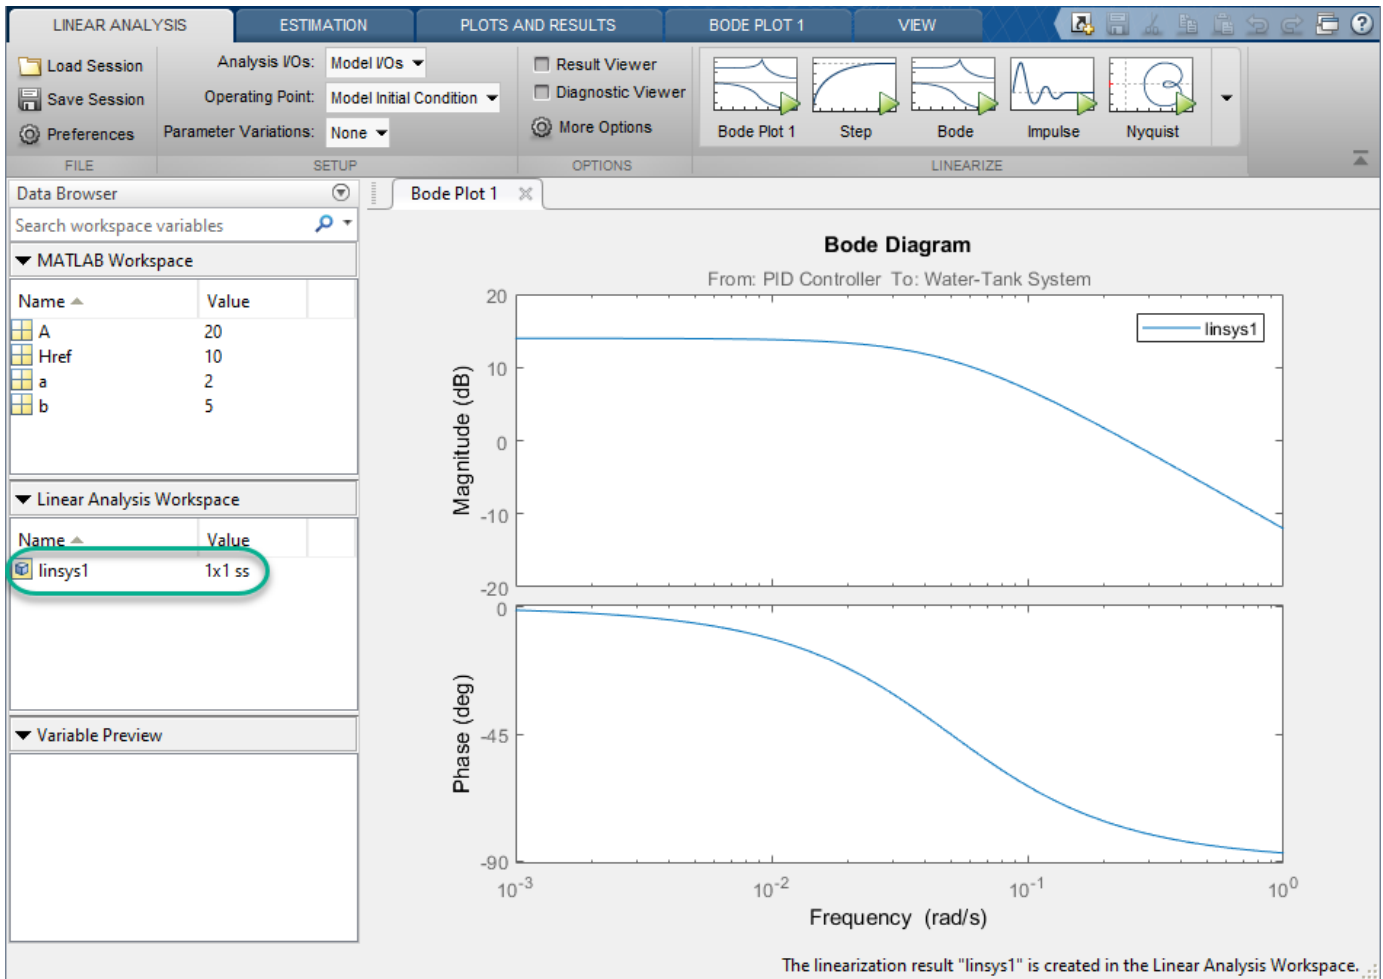 LINEAR ANALYSIS ESTIMATION PLOTS AND RESULTS BODE PLOT 1 VIEW
Load Session
Save Session
Preferences
FILE
Analysis I/Os: Model I/Os
Operating Point: Model Initial Condition
Parameter Variations: None
SETUP
Result Viewer
Diagnostic Viewer
More Options
OPTIONS
Bode Plot 1 Step Bode Impulse Nyquist
LINEARIZE
Data Browser
Search workspace variables
MATLAB Workspace
Name Value
A 20
Href 10
a 2
b 5
Linear Analysis Workspace
Name Value
linsys1 1x1 ss
Variable Preview
Bode Plot 1
Bode Diagram
From: PID Controller To: Water-Tank System
linsys1
Magnitude (dB)
20
10
0
-10
-20
Phase (deg)
0
-45
-90
10^-3 10^-2 10^-1 10^0
Frequency (rad/s)
The linearization result "linsys1" is created in the Linear Analysis Workspace.